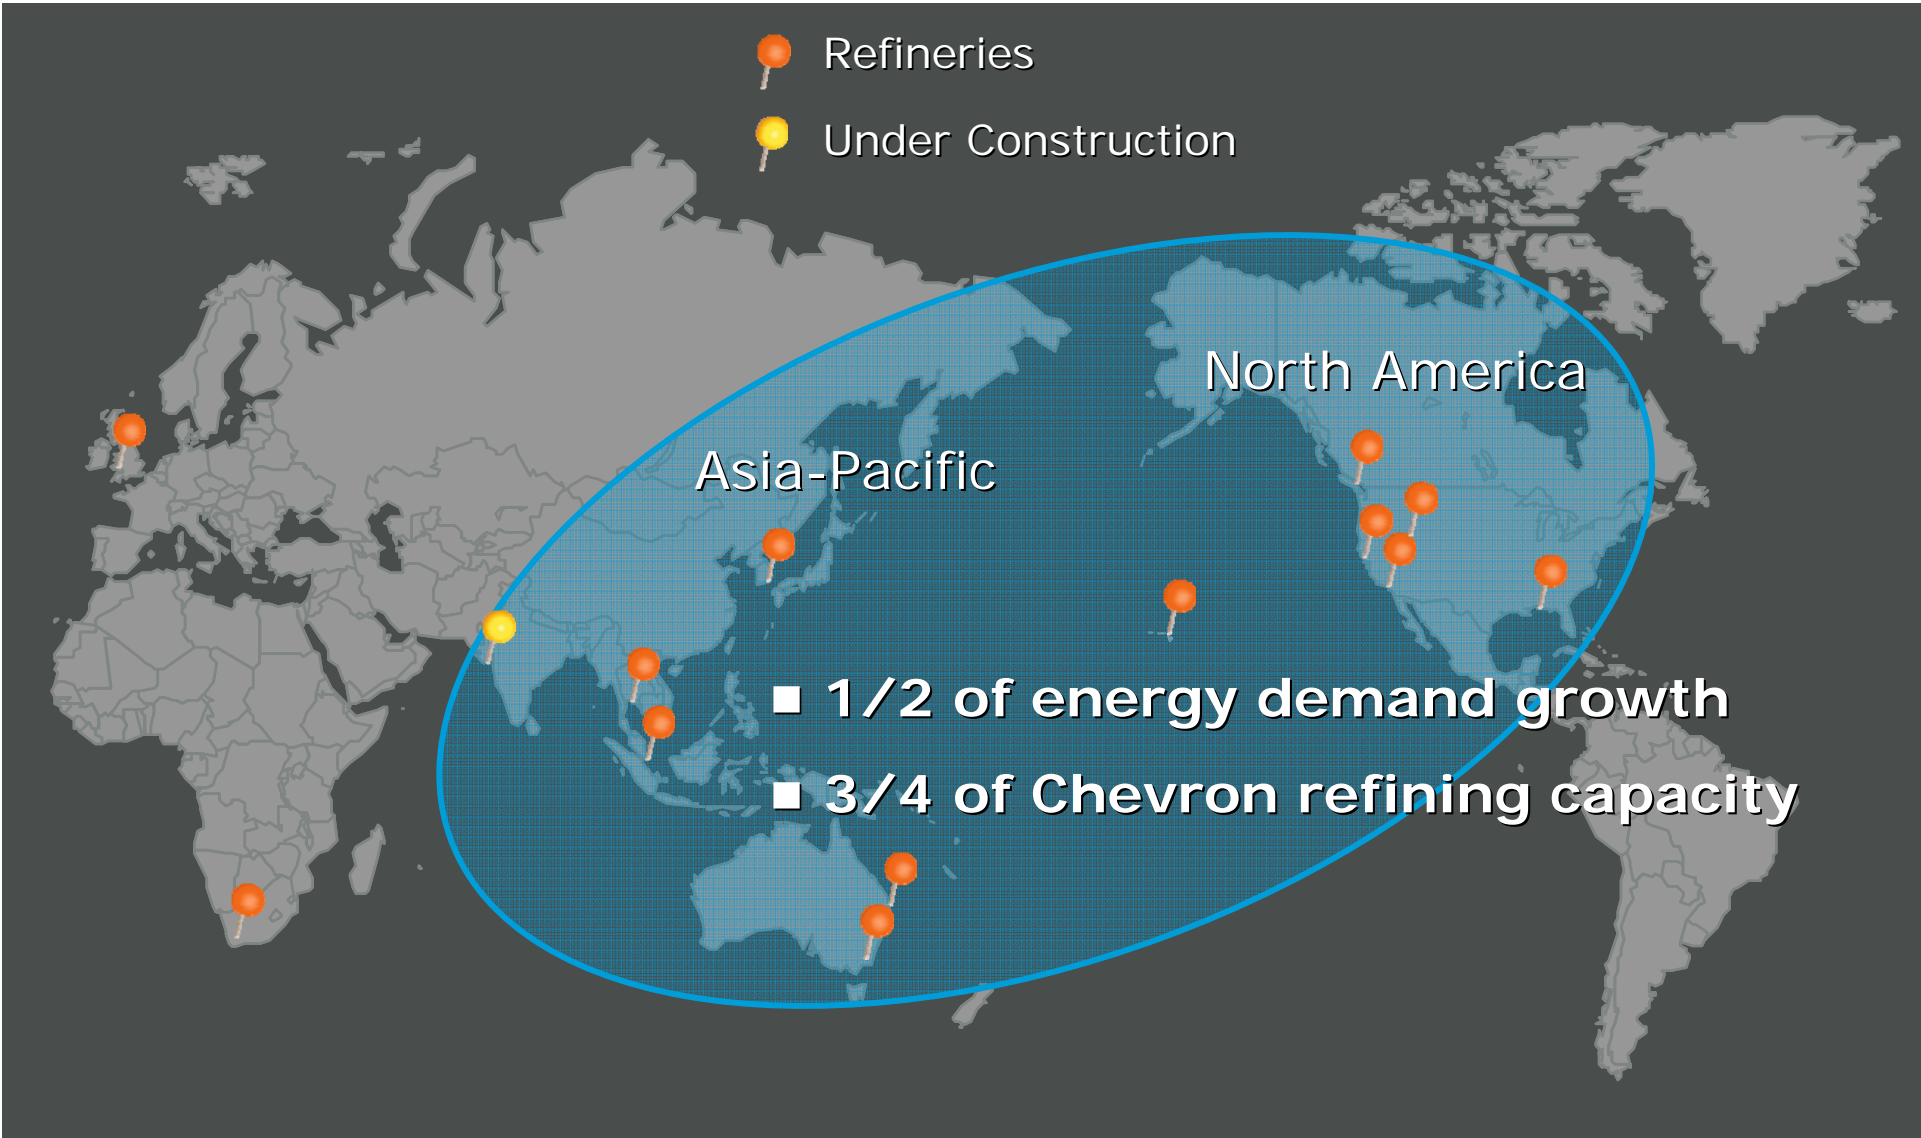 Refineries
Under Construction
North America
Asia-Pacific
■ 1/2 of energy demand growth
■ 3/4 of Chevron refining capacity